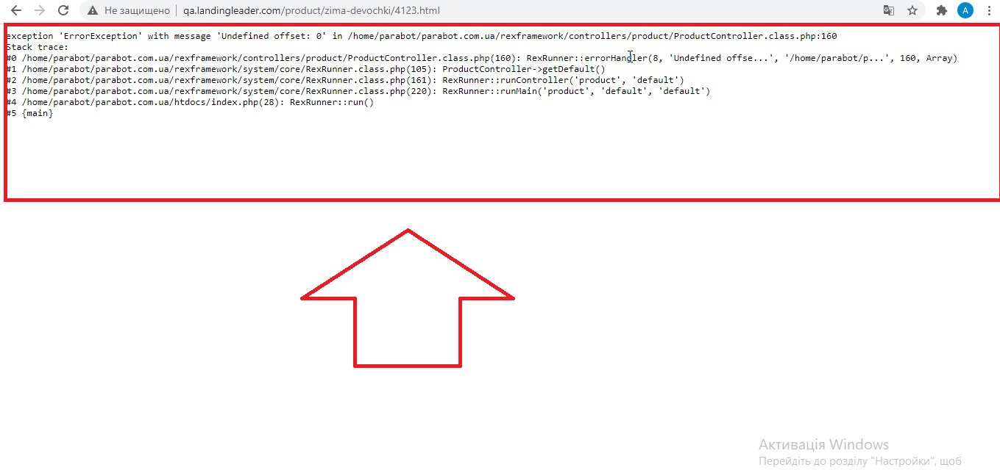 Не защищено qa.landingleader.com/product/zima-devochki/4123.html A
exception 'ErrorException' with message 'Undefined offset: 0' in /home/parabot/parabot.com.ua/rexframework/controllers/product/ProductController.class.php:160
Stack trace:
#0 /home/parabot/parabot.com.ua/rexframework/controllers/product/ProductController.class.php(160): RexRunner::errorHandler(8, 'Undefined offse...', '/home/parabot/p...', 160, Array)
#1 /home/parabot/parabot.com.ua/rexframework/system/core/RexRunner.class.php(105): ProductController->getDefault()
#2 /home/parabot/parabot.com.ua/rexframework/system/core/RexRunner.class.php(161): RexRunner::runController('product', 'default')
#3 /home/parabot/parabot.com.ua/rexframework/system/core/RexRunner.class.php(220): RexRunner::runMain('product', 'default', 'default')
#4 /home/parabot/parabot.com.ua/htdocs/index.php(28): RexRunner::run()
#5 {main}
Активація Windows
Перейдіть до розділу "Настройки", щоб